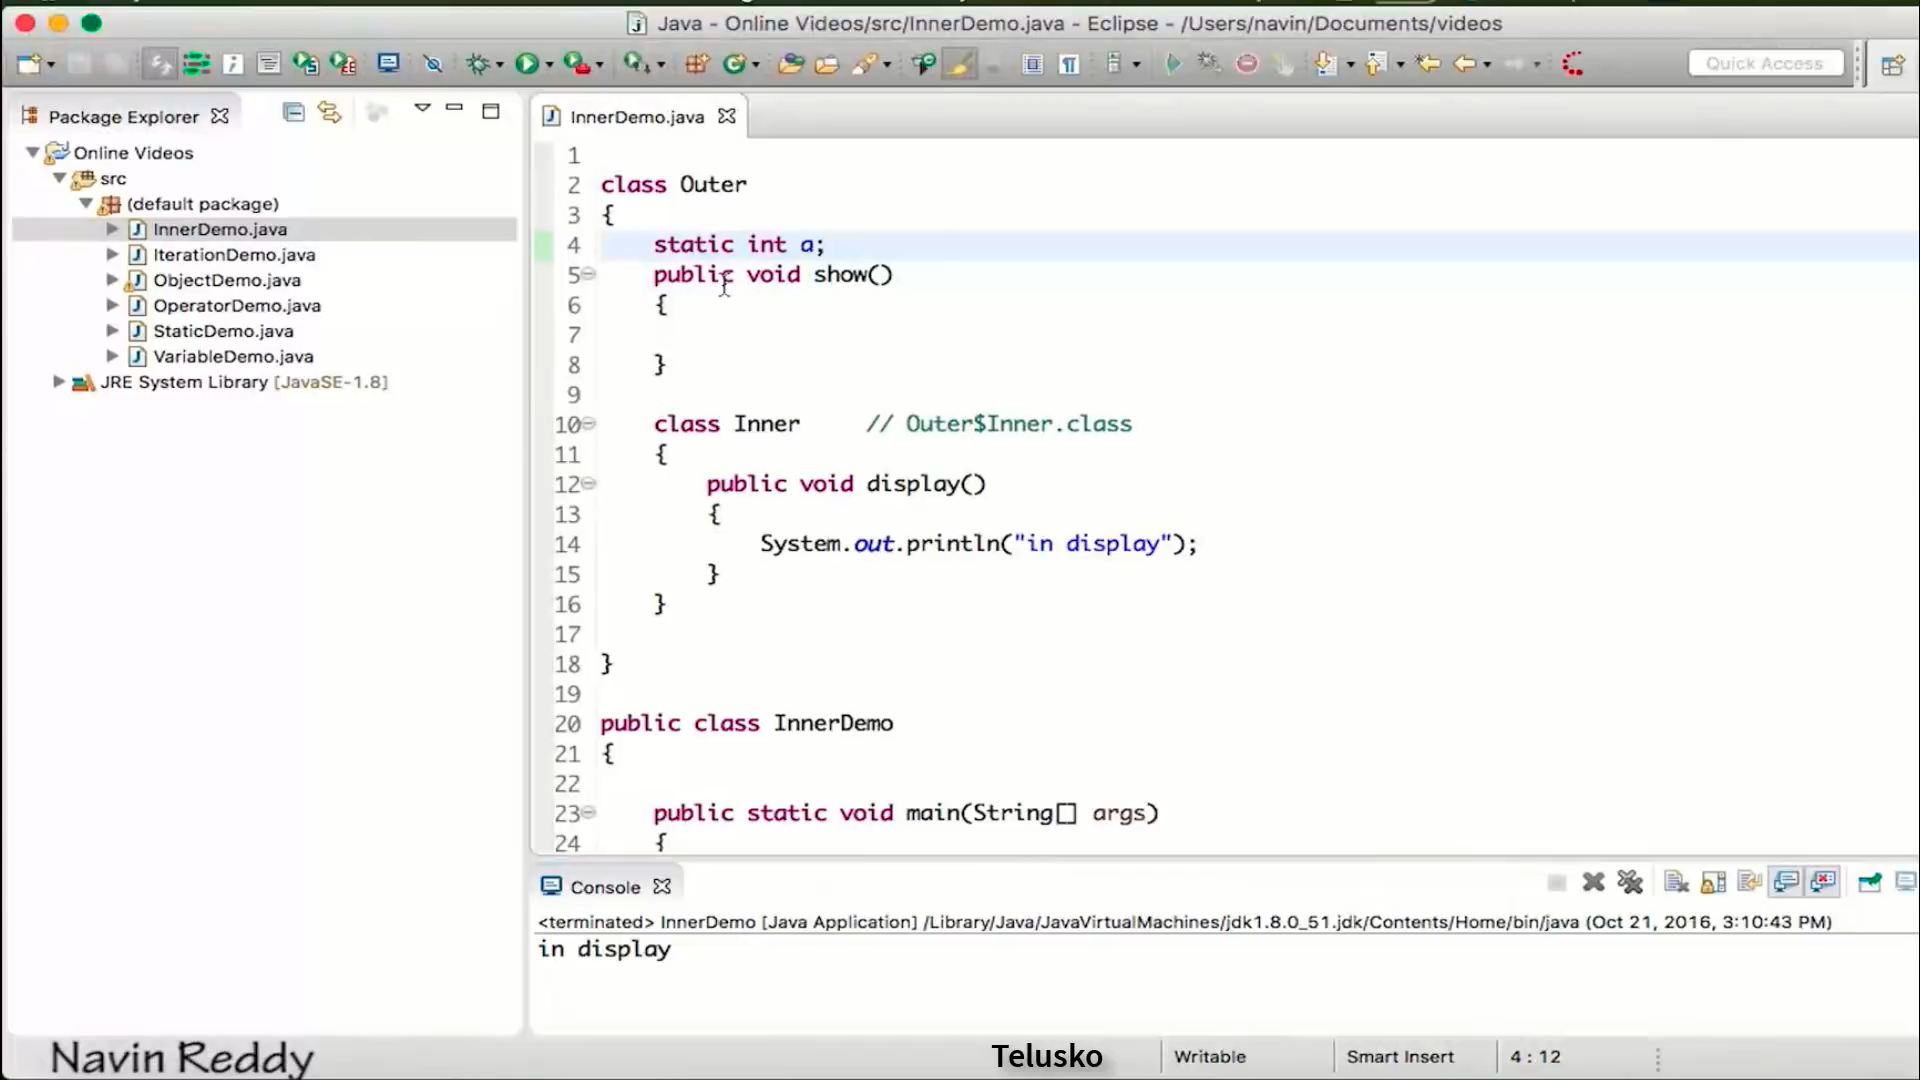 Java - Online Videos/src/InnerDemo.java - Eclipse - /Users/navin/Documents/videos
Quick Access
Package Explorer
Online Videos
src
(default package)
InnerDemo.java
IterationDemo.java
ObjectDemo.java
OperatorDemo.java
StaticDemo.java
VariableDemo.java
JRE System Library [JavaSE-1.8]
InnerDemo.java
1
2 class Outer
3 {
4 static int a;
5 public void show()
6 {
7
8 }
9
10 class Inner // Outer$Inner.class
11 {
12 public void display()
13 {
14 System.out.println("in display");
15 }
16 }
17
18 }
19
20 public class InnerDemo
21 {
22
23 public static void main(String[] args)
24 {
Console
<terminated> InnerDemo [Java Application] /Library/Java/JavaVirtualMachines/jdk1.8.0_51.jdk/Contents/Home/bin/java (Oct 21, 2016, 3:10:43 PM)
in display
Navin Reddy
Telusko
Writable
Smart Insert
4 : 12